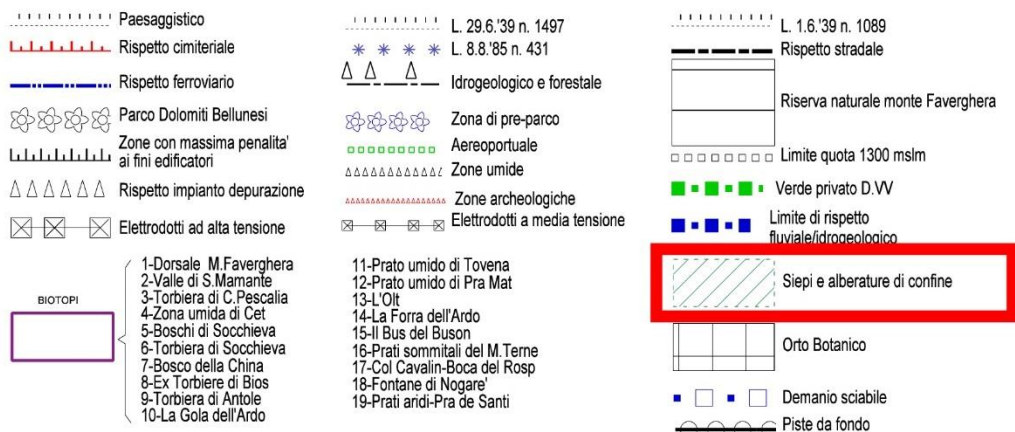 Paesaggistico
Rispetto cimiteriale
Rispetto ferroviario
Parco Dolomiti Bellunesi
Zone con massima penalita'
ai fini edificatori
Rispetto impianto depurazione
Elettrodotti ad alta tensione
BIOTOPI
1-Dorsale M.Faverghera
2-Valle di S.Mamante
3-Torbiera di C.Pescalia
4-Zona umida di Cet
5-Boschi di Socchieva
6-Torbiera di Socchieva
7-Bosco della China
8-Ex Torbiere di Bios
9-Torbiera di Antole
10-La Gola dell'Ardo
L. 29.6.'39 n. 1497
L. 8.8.'85 n. 431
Idrogeologico e forestale
Zona di pre-parco
Aereoportuale
Zone umide
Zone archeologiche
Elettrodotti a media tensione
11-Prato umido di Tovena
12-Prato umido di Pra Mat
13-L'Olt
14-La Forra dell'Ardo
15-Il Bus del Buson
16-Prati sommitali del M.Terne
17-Col Cavalin-Boca del Rosp
18-Fontane di Nogare'
19-Prati aridi-Pra de Santi
L. 1.6.'39 n. 1089
Rispetto stradale
Riserva naturale monte Faverghera
Limite quota 1300 mslm
Verde privato D.VV
Limite di rispetto
fluviale/idrogeologico
Siepi e alberature di confine
Orto Botanico
Demanio sciabile
Piste da fondo